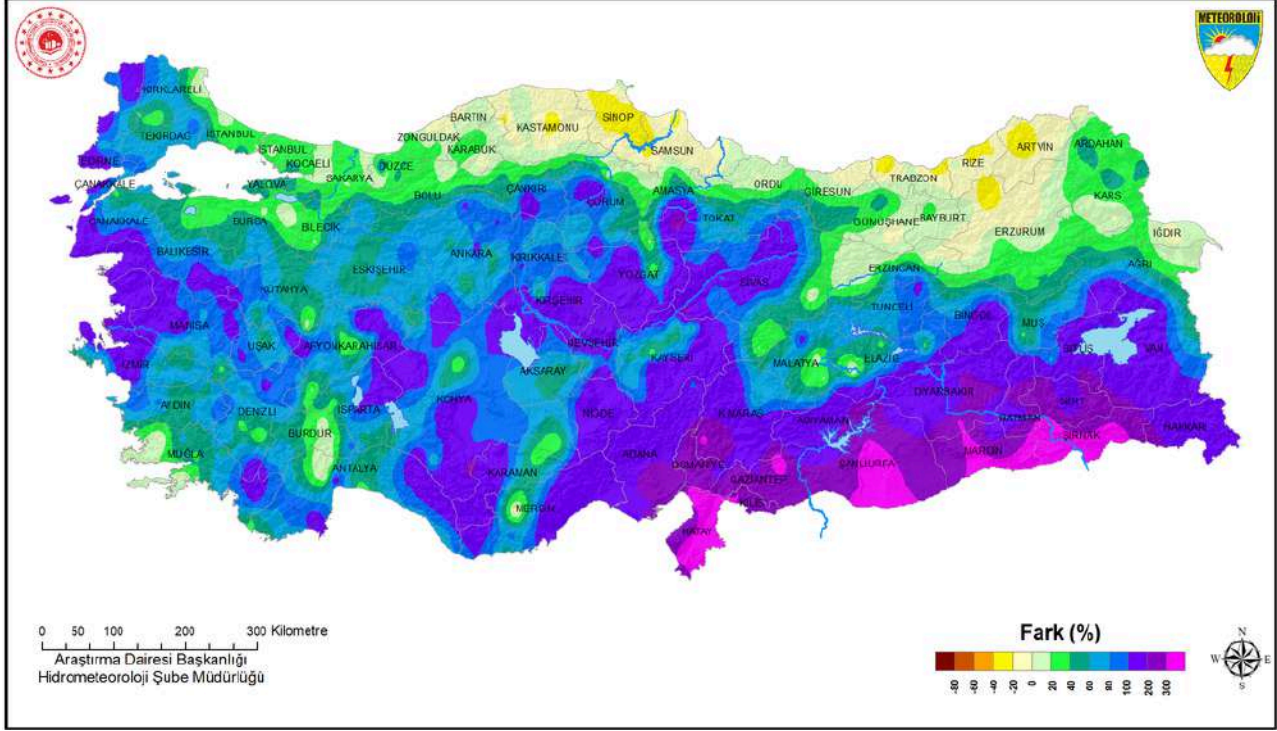 METEOROLOJİ
KIRKLARELİ
TEKİRDAĞ
İSTANBUL
İSTANBUL
EDİRNE
KOCAELİ
ÇANAKKALE
YALOVA
SAKARYA
DÜZCE
ZONGULDAK
BARTIN
KARABÜK
KASTAMONU
SİNOP
SAMSUN
ORDU
GİRESUN
TRABZON
RİZE
ARTVİN
ARDAHAN
KARS
IĞDIR
ÇANAKKALE
BURSA
BİLECİK
BOLU
ÇANKIRI
ÇORUM
AMASYA
TOKAT
GÜMÜŞHANE
BAYBURT
ERZURUM
BALIKESİR
ESKİŞEHİR
ANKARA
KIRIKKALE
YOZGAT
SİVAS
ERZİNCAN
AĞRI
KÜTAHYA
KIRŞEHİR
TUNCELİ
BİNGÖL
MUŞ
MANİSA
UŞAK
AFYONKARAHİSAR
NEVŞEHİR
KAYSERİ
MALATYA
ELAZIĞ
BİTLİS
VAN
İZMİR
AKSARAY
AYDIN
DENİZLİ
ISPARTA
KONYA
NİĞDE
K.MARAŞ
ADIYAMAN
DİYARBAKIR
BATMAN
SİİRT
ŞIRNAK
HAKKARİ
MUĞLA
BURDUR
ANTALYA
KARAMAN
MERSİN
ADANA
OSMANİYE
GAZİANTEP
KİLİS
ŞANLIURFA
MARDİN
HATAY
0 50 100 200 300 Kilometre
Araştırma Dairesi Başkanlığı
Hidrometeoroloji Şube Müdürlüğü
Fark (%)
-80 -60 -40 -20 0 20 40 60 80 100 200 300
N
W E
S